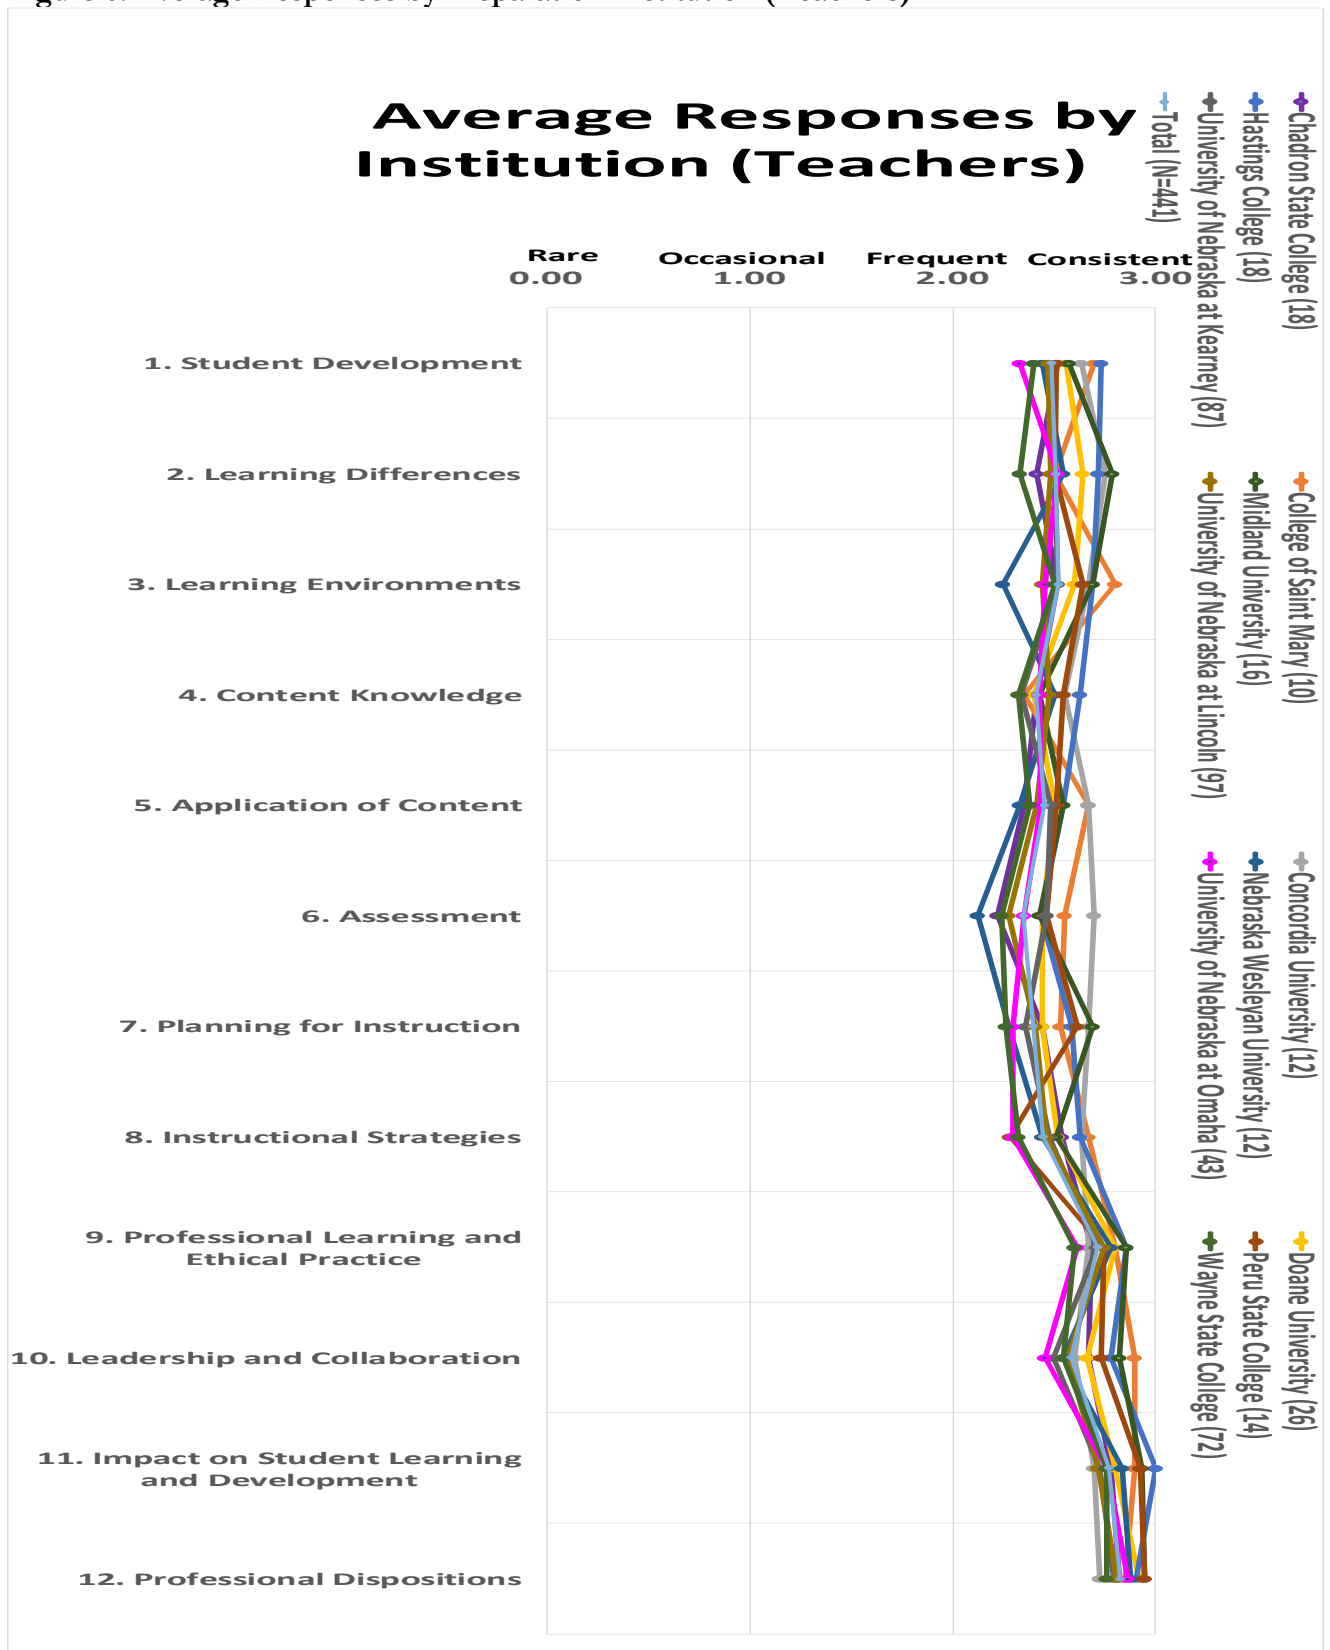 Average Responses by
Institution (Teachers)
Rare
Occasional
Frequent
Consistent
0.00
1.00
2.00
3.00
1. Student Development
2. Learning Differences
3. Learning Environments
4. Content Knowledge
5. Application of Content
6. Assessment
7. Planning for Instruction
8. Instructional Strategies
9. Professional Learning and
Ethical Practice
10. Leadership and Collaboration
11. Impact on Student Learning
and Development
12. Professional Dispositions
Chadron State College (18)
College of Saint Mary (10)
Concordia University (12)
Doane University (26)
Hastings College (18)
Midland University (16)
Nebraska Wesleyan University (12)
Peru State College (14)
University of Nebraska at Kearney (87)
University of Nebraska at Lincoln (97)
University of Nebraska at Omaha (43)
Wayne State College (72)
Total (N=441)